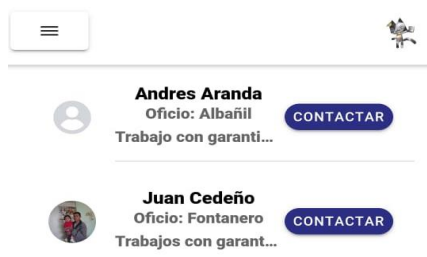 Andres Aranda
Oficio: Albañil
CONTACTAR
Trabajo con garanti...
Juan Cedeño
Oficio: Fontanero
CONTACTAR
Trabajos con garant...